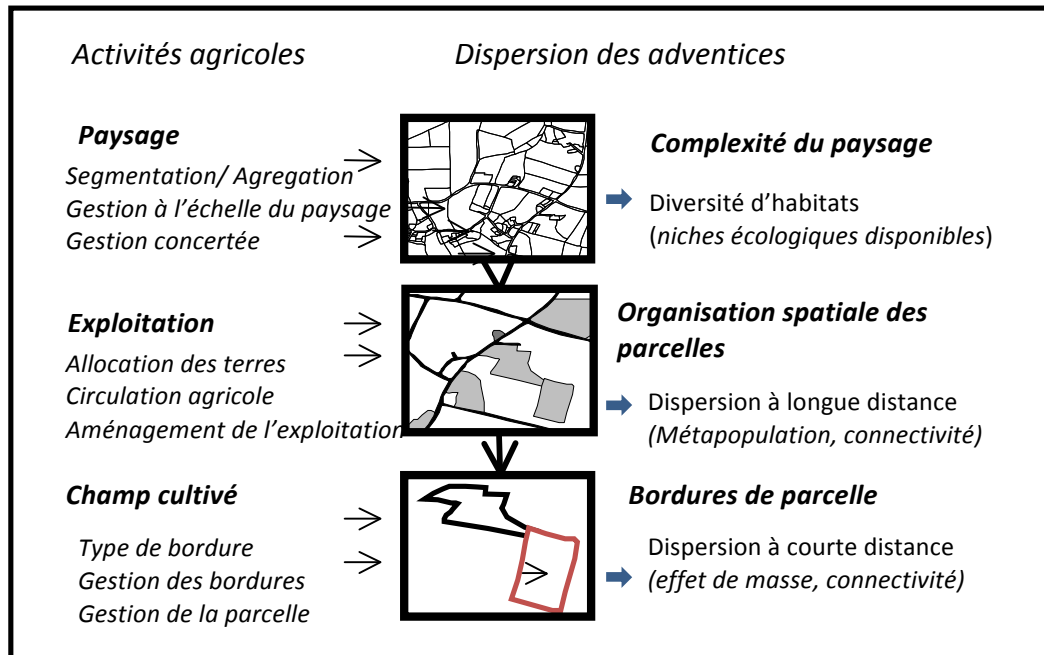 Activités agricoles
Dispersion des adventices
Paysage
Segmentation/ Agregation
Gestion à l'échelle du paysage
Gestion concertée
Complexité du paysage
Diversité d'habitats
(niches écologiques disponibles)
Exploitation
Allocation des terres
Circulation agricole
Aménagement de l'exploitation
Organisation spatiale des
parcelles
Dispersion à longue distance
(Métapopulation, connectivité)
Champ cultivé
Type de bordure
Gestion des bordures
Gestion de la parcelle
Bordures de parcelle
Dispersion à courte distance
(effet de masse, connectivité)